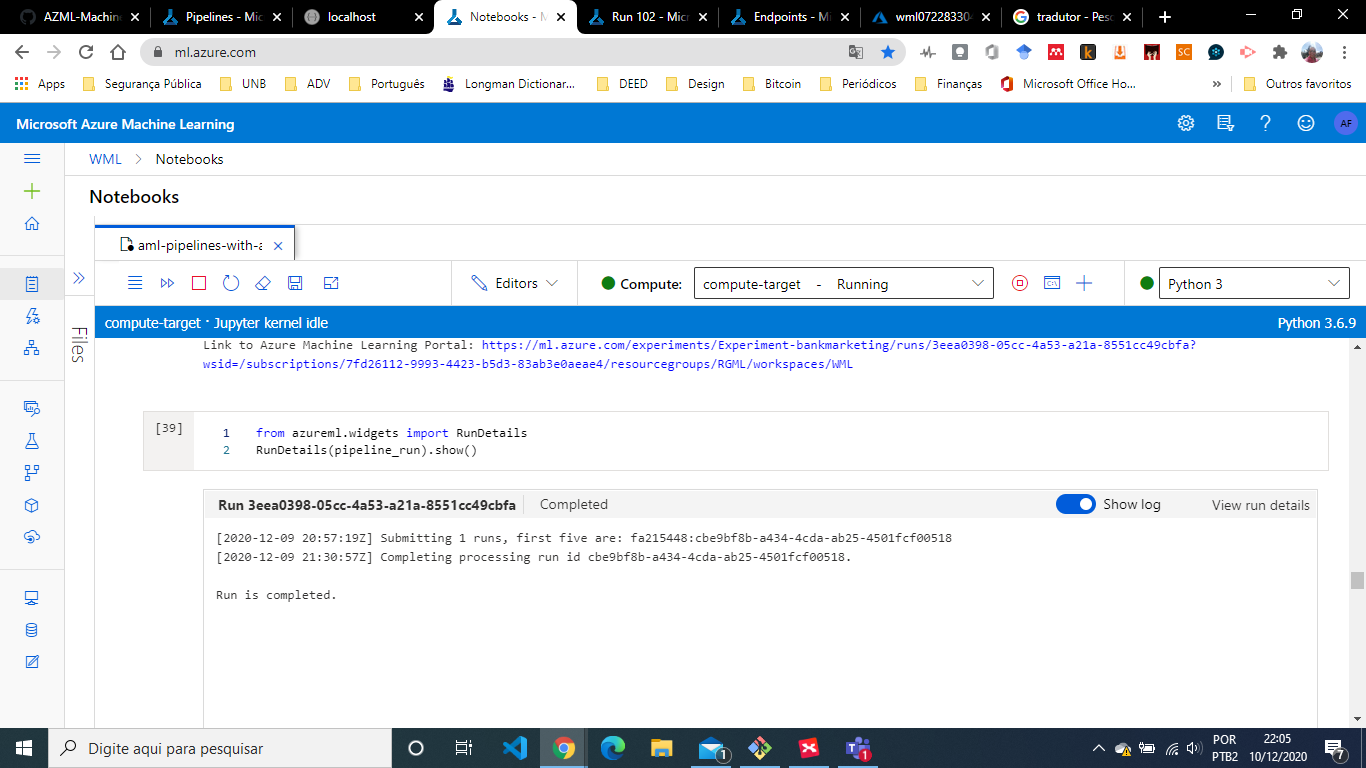 AZML-Machin
Pipelines - Mic
localhost
Notebooks - M
Run 102 - Micr
Endpoints - Mi
wml072283304
tradutor - Pesc
ml.azure.com
Apps
Segurança Pública
UNB
ADV
Português
Longman Dictionar...
DEED
Design
Bitcoin
Periódicos
Finanças
Microsoft Office Ho...
»
Outros favoritos
Microsoft Azure Machine Learning
AF
WML > Notebooks
Notebooks
aml-pipelines-with-a
Editors
Compute:
compute-target - Running
Python 3
compute-target · Jupyter kernel idle
Python 3.6.9
Files
Link to Azure Machine Learning Portal: https://ml.azure.com/experiments/Experiment-bankmarketing/runs/3eea0398-05cc-4a53-a21a-8551cc49cbfa?
wsid=/subscriptions/7fd26112-9993-4423-b5d3-83ab3e0aeae4/resourcegroups/RGML/workspaces/WML
[39]
1 from azureml.widgets import RunDetails
2 RunDetails(pipeline_run).show()
Run 3eea0398-05cc-4a53-a21a-8551cc49cbfa
Completed
Show log
View run details
[2020-12-09 20:57:19Z] Submitting 1 runs, first five are: fa215448:cbe9bf8b-a434-4cda-ab25-4501fcf00518
[2020-12-09 21:30:57Z] Completing processing run id cbe9bf8b-a434-4cda-ab25-4501fcf00518.
Run is completed.
Digite aqui para pesquisar
1
1
POR
PTB2
22:05
10/12/2020
7